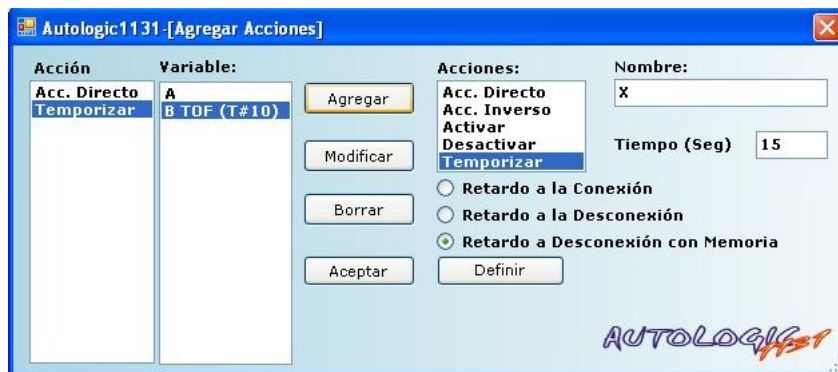 Autologic1131-[Agregar Acciones]
Acción
Variable:
Acc. Directo
A
Temporizar
B TOF (T#10)
Agregar
Modificar
Borrar
Aceptar
Acciones:
Acc. Directo
Acc. Inverso
Activar
Desactivar
Temporizar
Nombre:
X
Tiempo (Seg)
15
Retardo a la Conexión
Retardo a la Desconexión
Retardo a Desconexión con Memoria
Definir
AUTOLOGIC1131